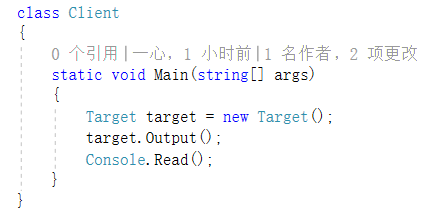 class Client
{
0 个引用|一心，1 小时前|1 名作者，2 项更改
static void Main(string[] args)
{
Target target = new Target();
target.Output();
Console.Read();
}
}